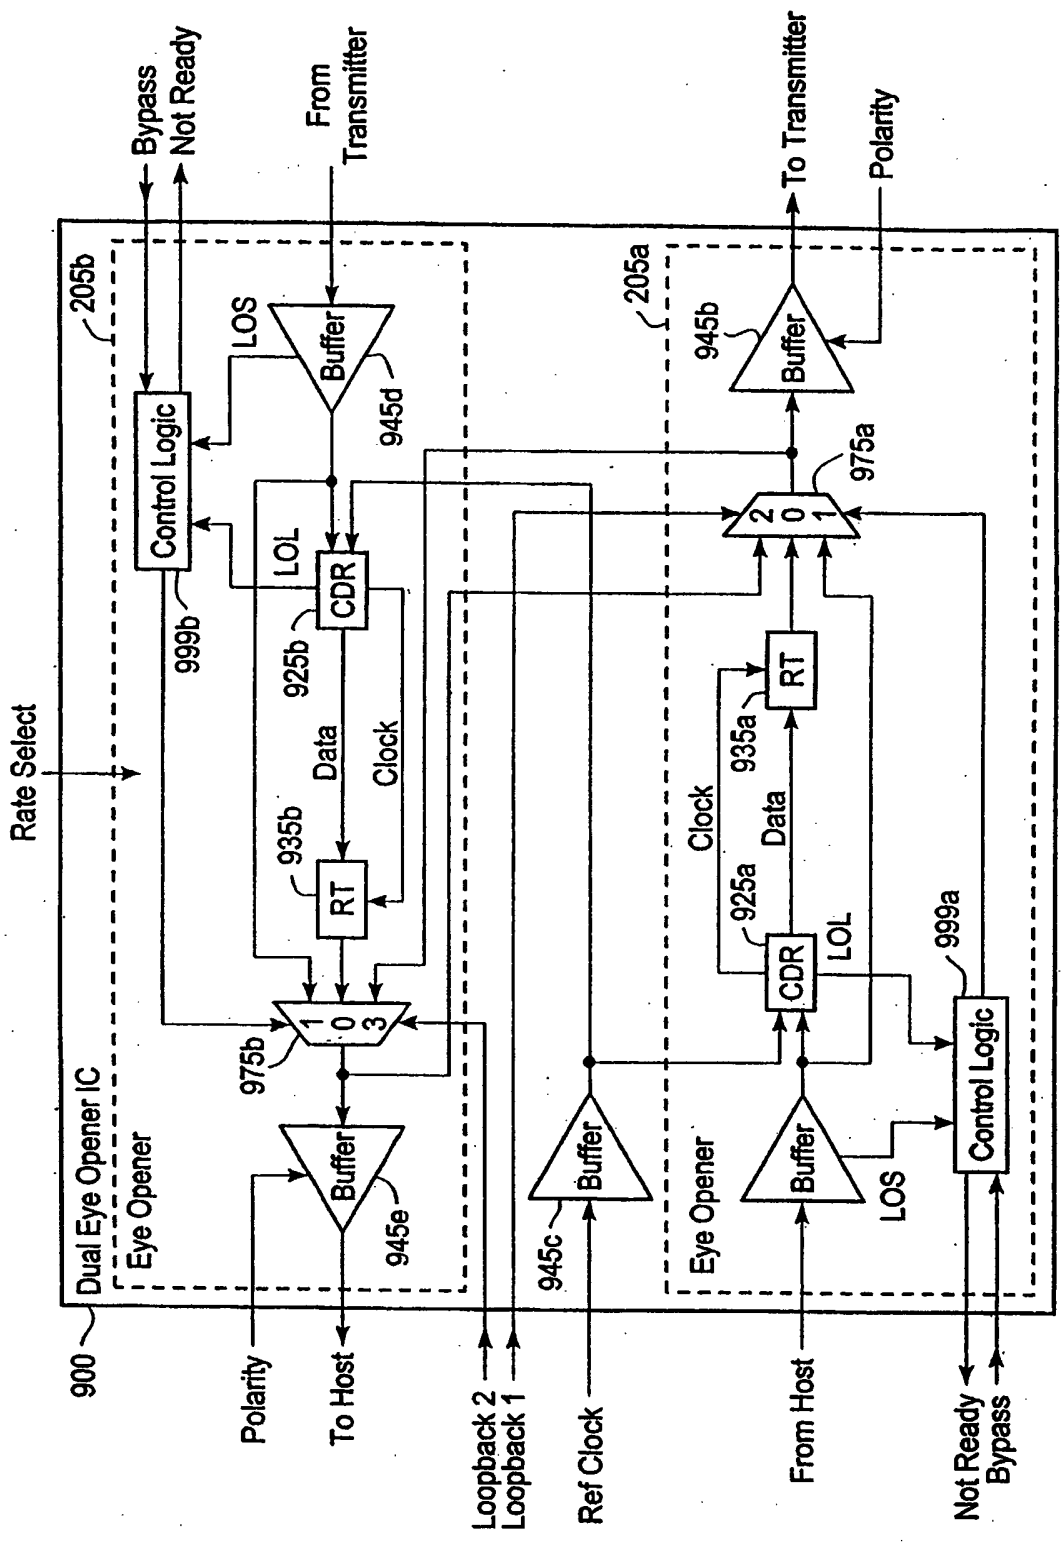 900
Dual Eye Opener IC
Rate Select
Eye Opener
205b
Bypass
Not Ready
Control Logic
999b
LOS
LOL
Polarity
To Host
Buffer
945e
975b
1
0
3
RT
935b
Data
Clock
CDR
925b
Buffer
945d
From
Transmitter
Loopback 2
Loopback 1
Ref Clock
Buffer
945c
Eye Opener
205a
From Host
Buffer
LOS
CDR
925a
LOL
Clock
Data
RT
935a
2
0
1
975a
Buffer
945b
To Transmitter
Polarity
Control Logic
999a
Not Ready
Bypass